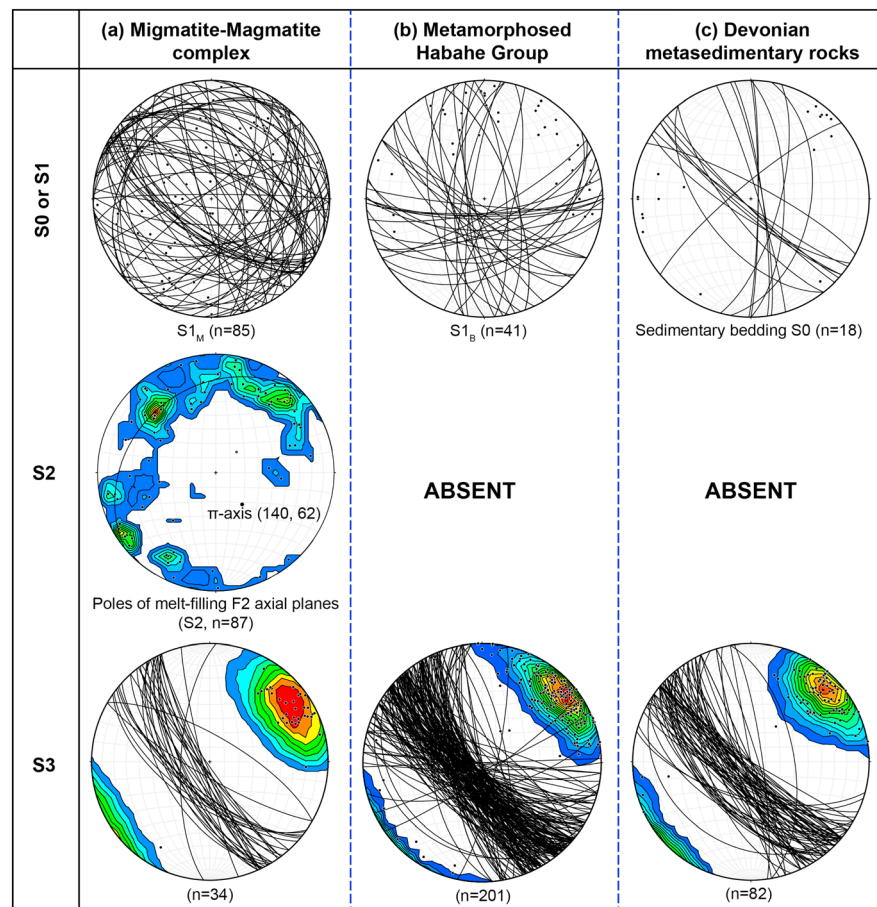 (a) Migmatite-Magmatite
complex
(b) Metamorphosed
Habahe Group
(c) Devonian
metasedimentary rocks
S0 or S1
S1M (n=85)
S1B (n=41)
Sedimentary bedding S0 (n=18)
S2
π-axis (140, 62)
Poles of melt-filling F2 axial planes
(S2, n=87)
ABSENT
ABSENT
S3
(n=34)
(n=201)
(n=82)